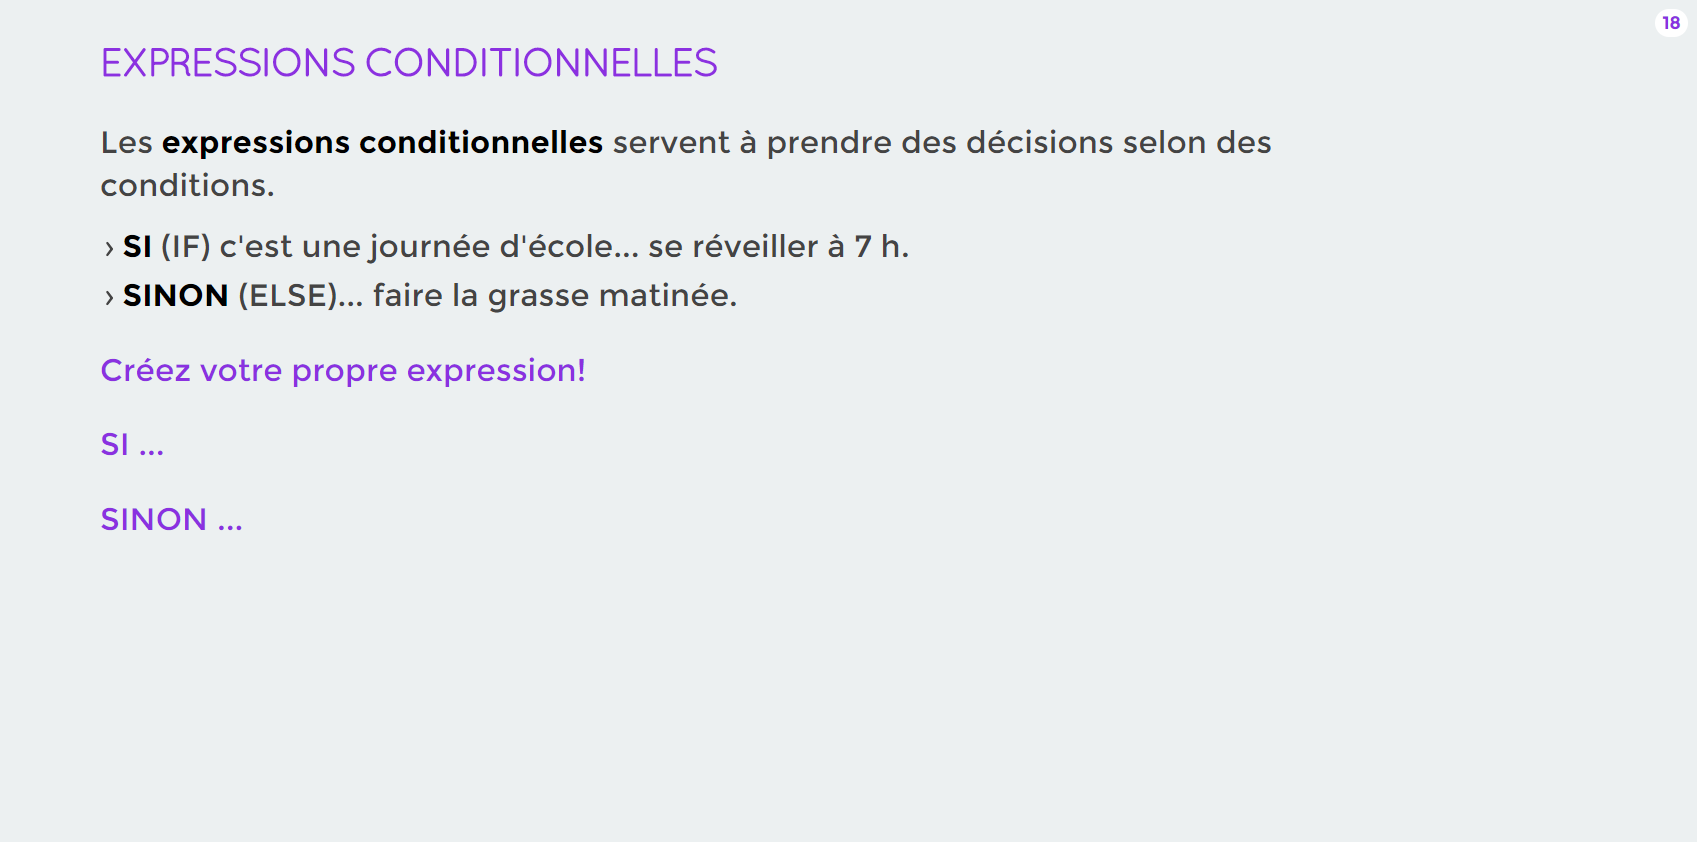 18
EXPRESSIONS CONDITIONNELLES
Les expressions conditionnelles servent à prendre des décisions selon des
conditions.
› SI (IF) c'est une journée d'école... se réveiller à 7 h.
› SINON (ELSE)... faire la grasse matinée.
Créez votre propre expression!
SI ...
SINON ...